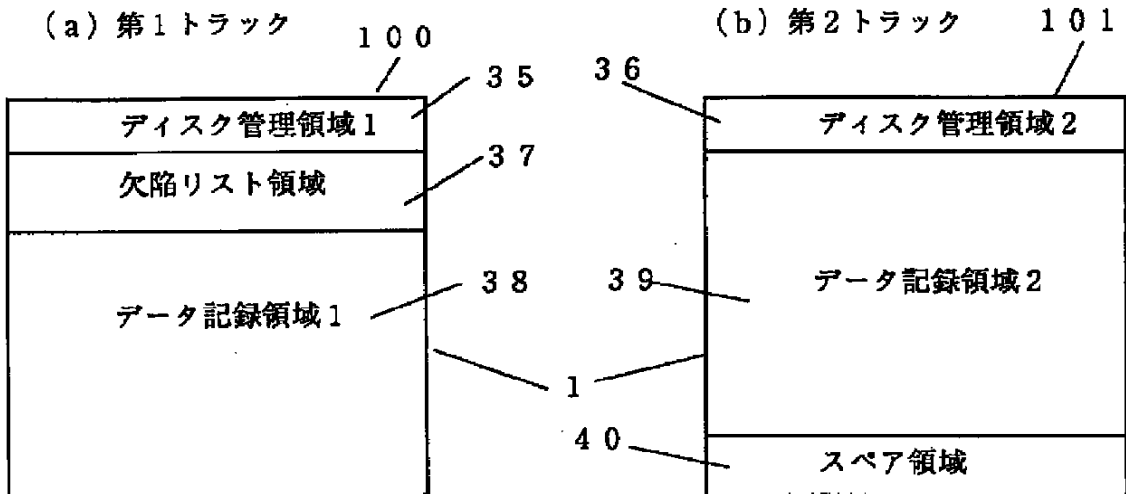 (a) 第1トラック
100
35
ディスク管理領域1
37
欠陥リスト領域
38
データ記録領域1
1
(b) 第2トラック
101
36
ディスク管理領域2
39
データ記録領域2
40
スペア領域